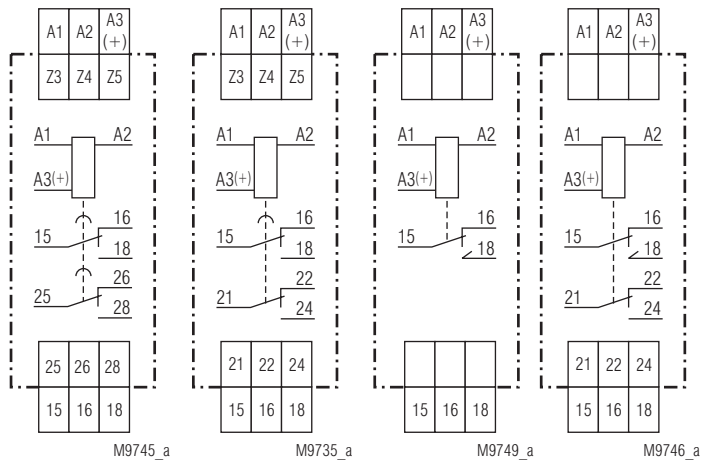 A1 A2 A3 (+)
Z3 Z4 Z5
A1 A2
A3(+)
16
15
18
26
25
28
25 26 28
15 16 18
M9745_a
A1 A2 A3 (+)
Z3 Z4 Z5
A1 A2
A3(+)
16
15
18
22
21
24
21 22 24
15 16 18
M9735_a
A1 A2 A3 (+)
A1 A2
A3(+)
16
15
18
15 16 18
M9749_a
A1 A2 A3 (+)
A1 A2
A3(+)
16
15
18
22
21
24
21 22 24
15 16 18
M9746_a